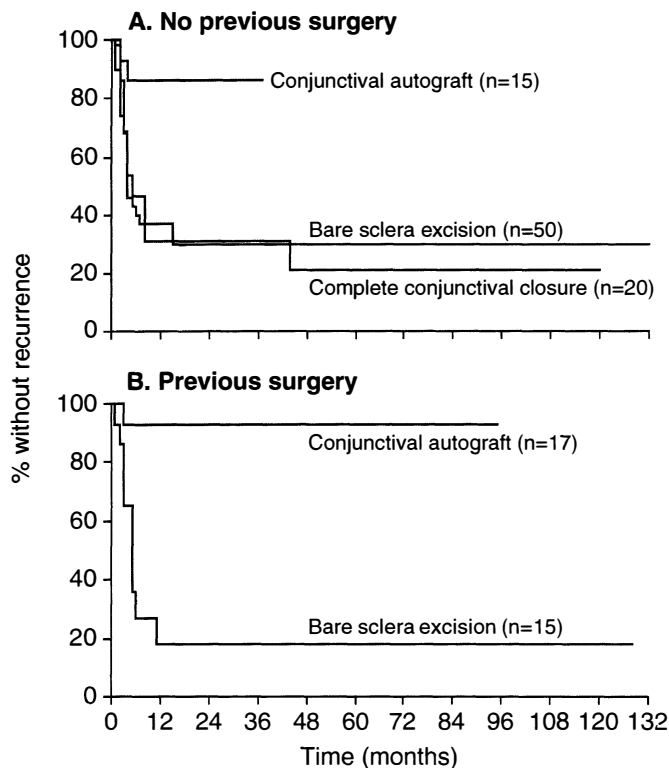 A. No previous surgery
100
80
60
40
20
0
Conjunctival autograft (n=15)
Bare sclera excision (n=50)
Complete conjunctival closure (n=20)
% without recurrence
B. Previous surgery
100
80
60
40
20
0
Conjunctival autograft (n=17)
Bare sclera excision (n=15)
0 12 24 36 48 60 72 84 96 108 120 132
Time (months)